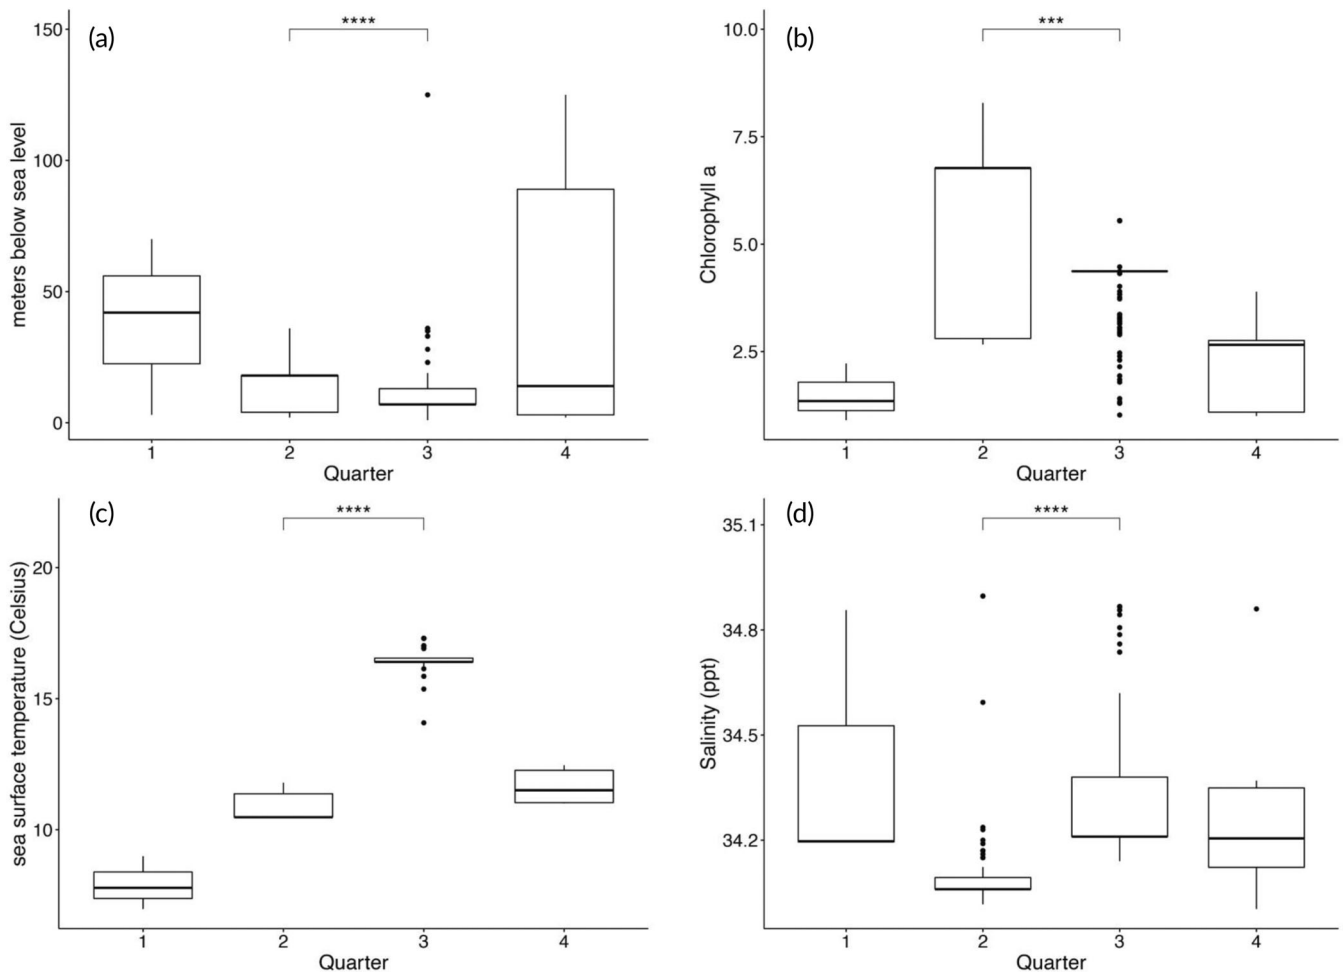 (a)
****
150
100
50
0
meters below sea level
1 2 3 4
Quarter
(b)
***
10.0
7.5
5.0
2.5
Chlorophyll a
1 2 3 4
Quarter
(c)
****
20
15
10
sea surface temperature (Celsius)
1 2 3 4
Quarter
(d)
****
35.1
34.8
34.5
34.2
Salinity (ppt)
1 2 3 4
Quarter